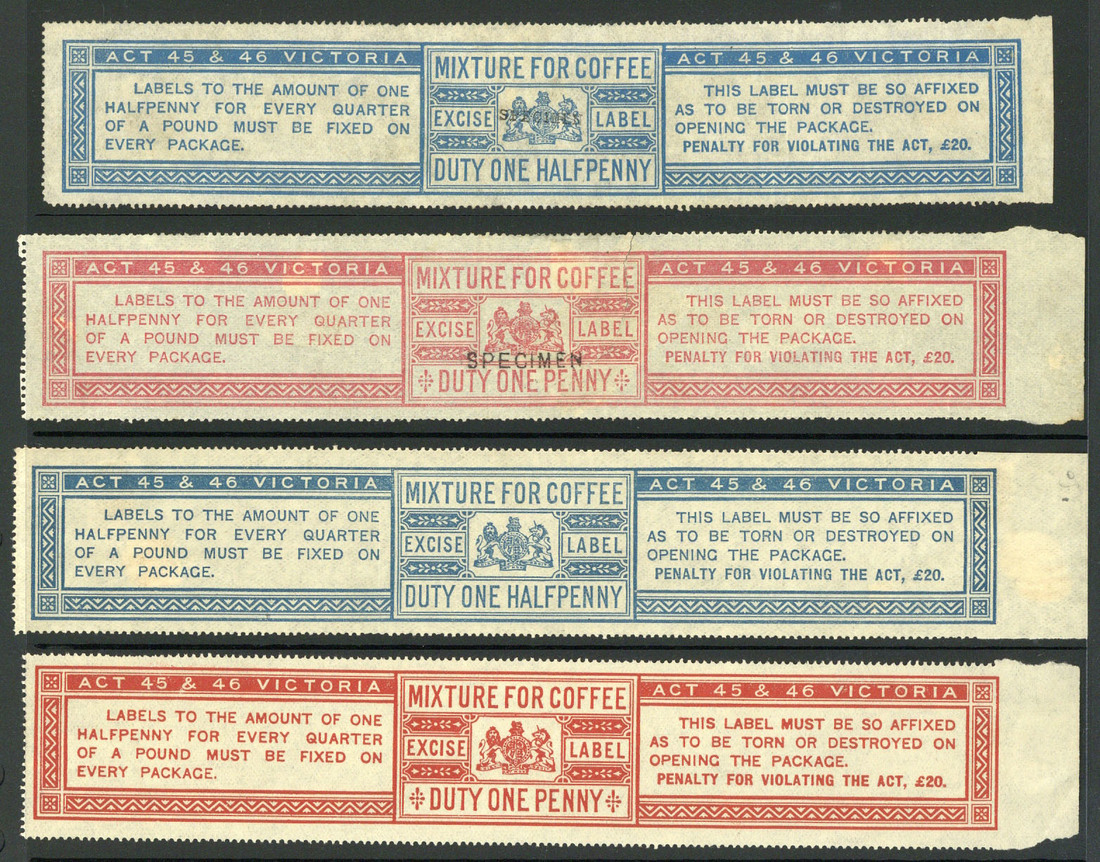 ACT 45 & 46 VICTORIA
LABELS TO THE AMOUNT OF ONE
HALFPENNY FOR EVERY QUARTER
OF A POUND MUST BE FIXED ON
EVERY PACKAGE.
MIXTURE FOR COFFEE
EXCISE LABEL
SPECIMEN
DUTY ONE HALFPENNY
ACT 45 & 46 VICTORIA
THIS LABEL MUST BE SO AFFIXED
AS TO BE TORN OR DESTROYED ON
OPENING THE PACKAGE.
PENALTY FOR VIOLATING THE ACT, £20.
ACT 45 & 46 VICTORIA
LABELS TO THE AMOUNT OF ONE
HALFPENNY FOR EVERY QUARTER
OF A POUND MUST BE FIXED ON
EVERY PACKAGE.
MIXTURE FOR COFFEE
EXCISE LABEL
SPECIMEN
DUTY ONE PENNY
ACT 45 & 46 VICTORIA
THIS LABEL MUST BE SO AFFIXED
AS TO BE TORN OR DESTROYED ON
OPENING THE PACKAGE.
PENALTY FOR VIOLATING THE ACT, £20.
ACT 45 & 46 VICTORIA
LABELS TO THE AMOUNT OF ONE
HALFPENNY FOR EVERY QUARTER
OF A POUND MUST BE FIXED ON
EVERY PACKAGE.
MIXTURE FOR COFFEE
EXCISE LABEL
DUTY ONE HALFPENNY
ACT 45 & 46 VICTORIA
THIS LABEL MUST BE SO AFFIXED
AS TO BE TORN OR DESTROYED ON
OPENING THE PACKAGE.
PENALTY FOR VIOLATING THE ACT, £20.
ACT 45 & 46 VICTORIA
LABELS TO THE AMOUNT OF ONE
HALFPENNY FOR EVERY QUARTER
OF A POUND MUST BE FIXED ON
EVERY PACKAGE.
MIXTURE FOR COFFEE
EXCISE LABEL
DUTY ONE PENNY
ACT 45 & 46 VICTORIA
THIS LABEL MUST BE SO AFFIXED
AS TO BE TORN OR DESTROYED ON
OPENING THE PACKAGE.
PENALTY FOR VIOLATING THE ACT, £20.